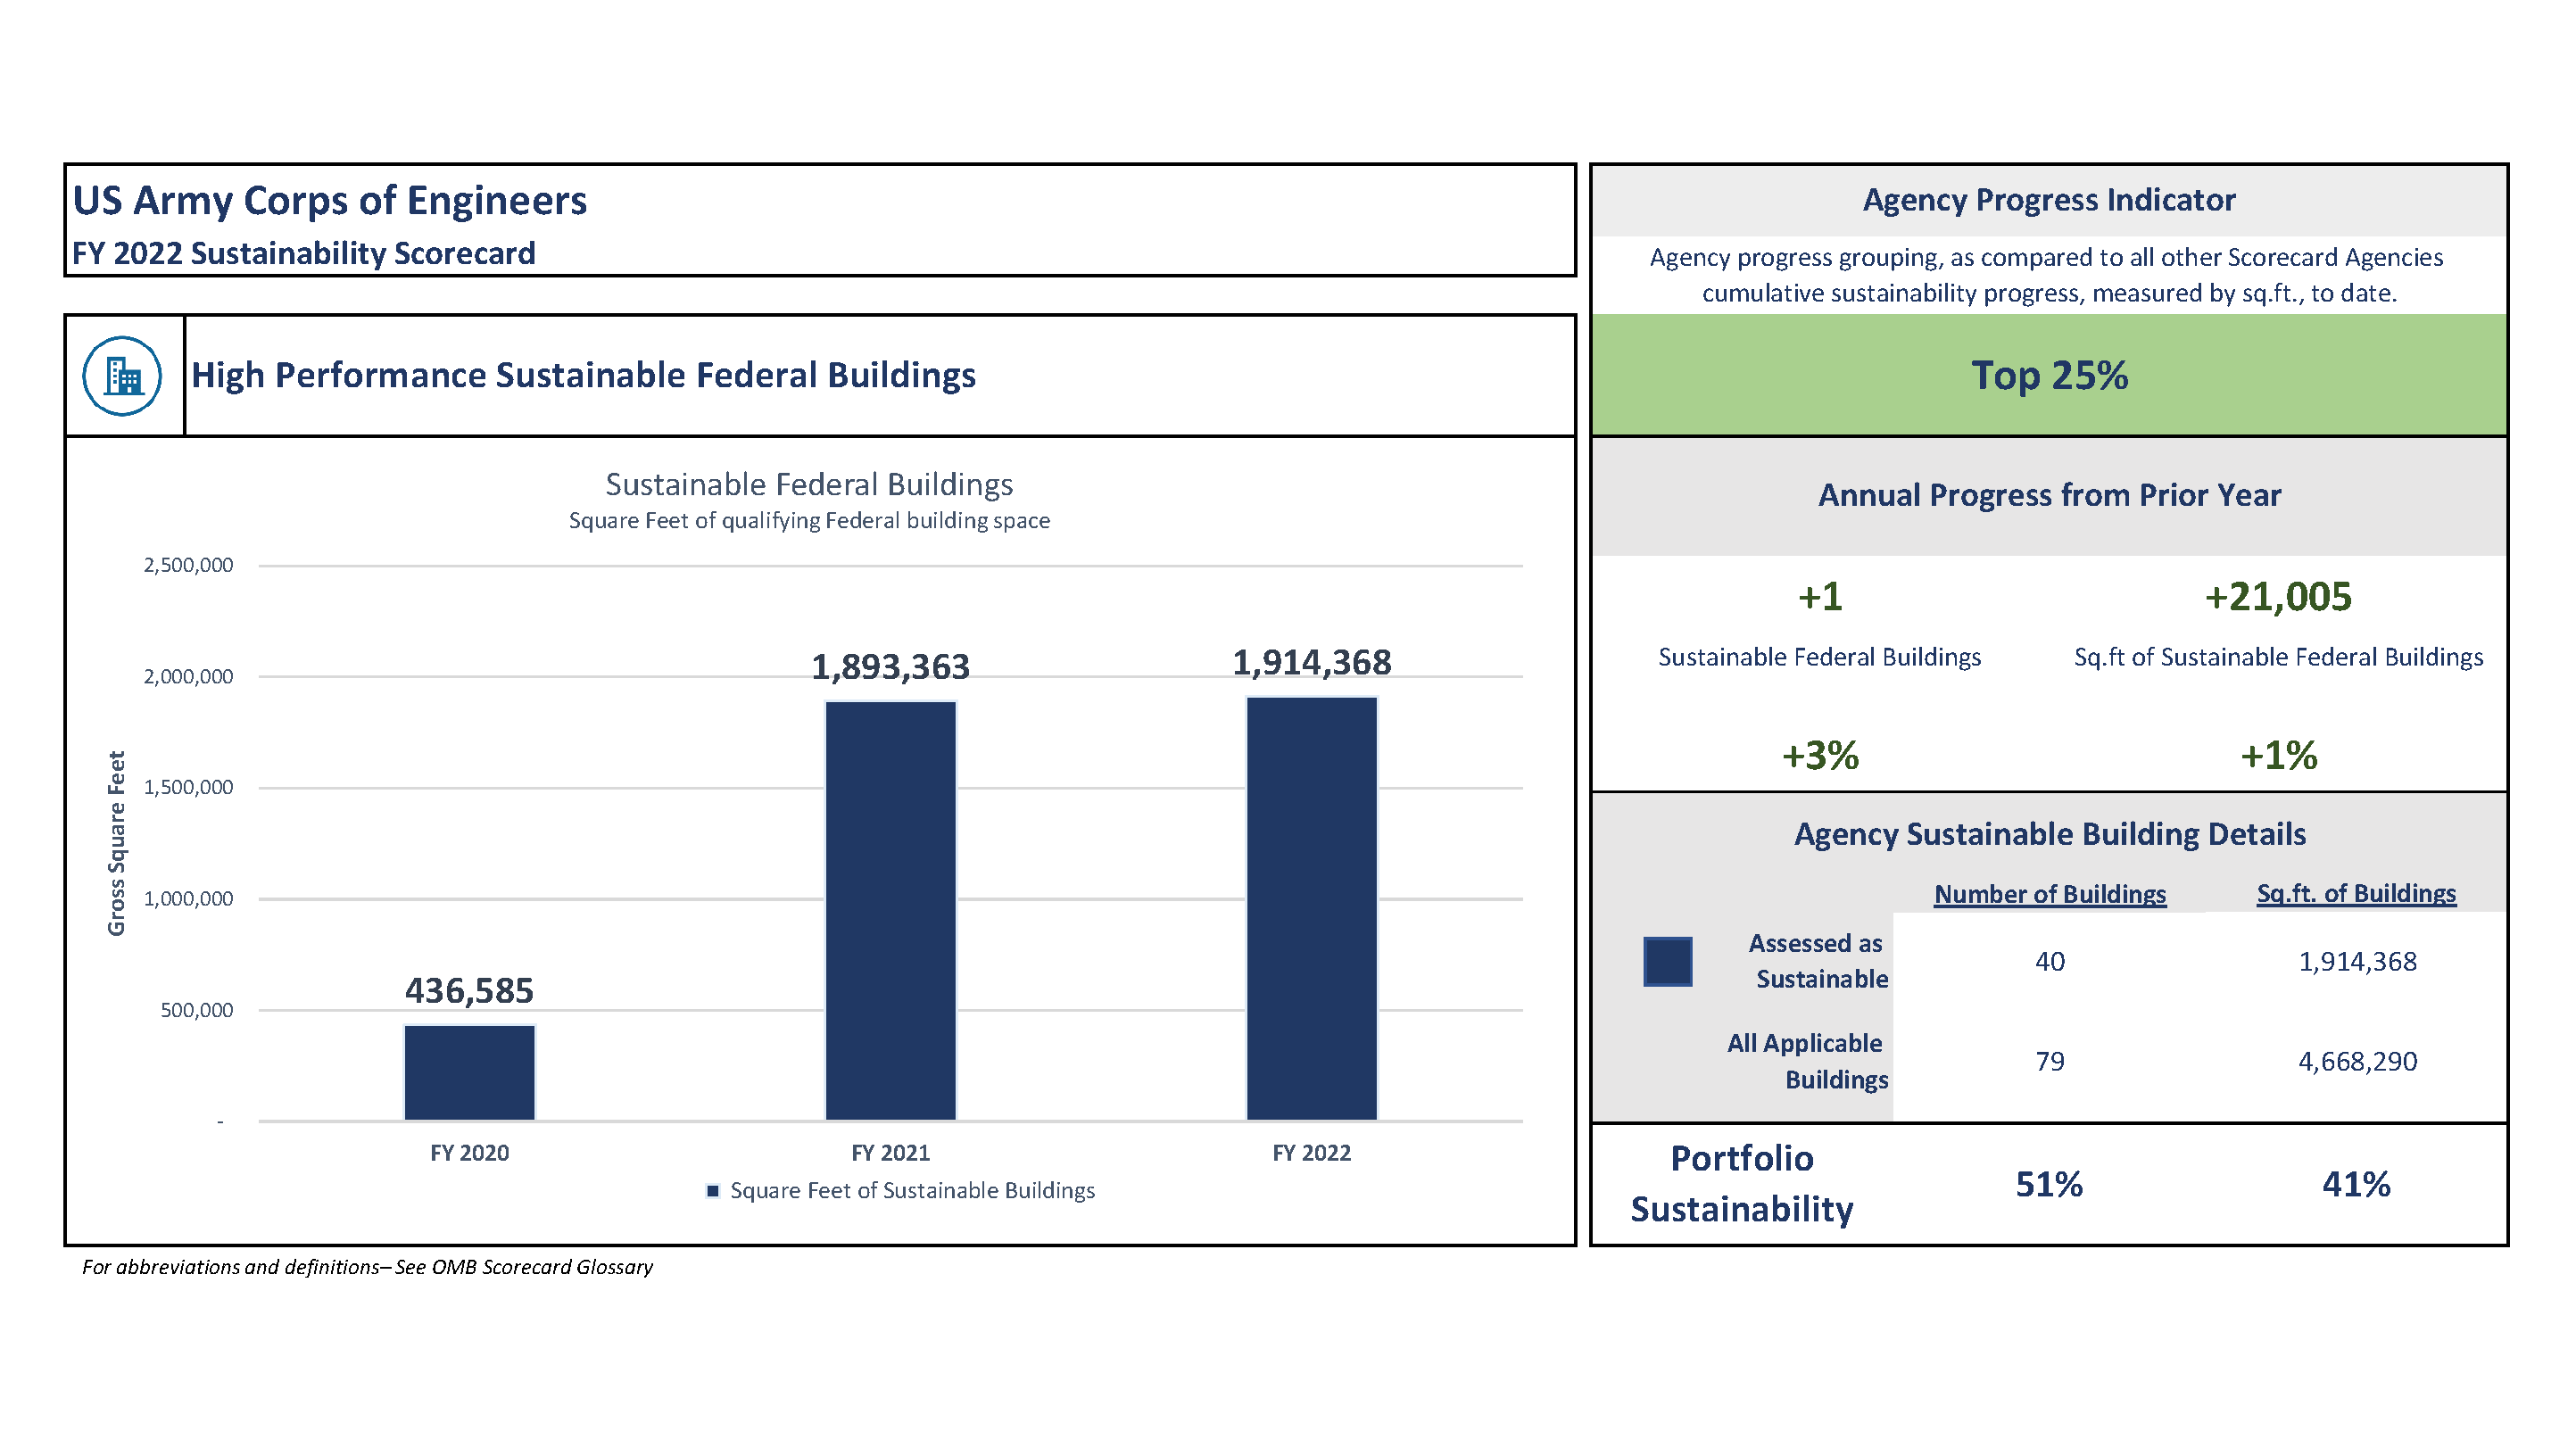 US Army Corps of Engineers
FY 2022 Sustainability Scorecard
High Performance Sustainable Federal Buildings
Sustainable Federal Buildings
Square Feet of qualifying Federal building space
2,500,000
2,000,000
1,500,000
1,000,000
500,000
-
Gross Square Feet
436,585
1,893,363
1,914,368
FY 2020
FY 2021
FY 2022
Square Feet of Sustainable Buildings
For abbreviations and definitions– See OMB Scorecard Glossary
Agency Progress Indicator
Agency progress grouping, as compared to all other Scorecard Agencies
cumulative sustainability progress, measured by sq.ft., to date.
Top 25%
Annual Progress from Prior Year
+1 +21,005
Sustainable Federal Buildings Sq.ft of Sustainable Federal Buildings
+3% +1%
Agency Sustainable Building Details
Number of Buildings Sq.ft. of Buildings
Assessed as
Sustainable
40 1,914,368
All Applicable
Buildings
79 4,668,290
Portfolio
Sustainability
51% 41%